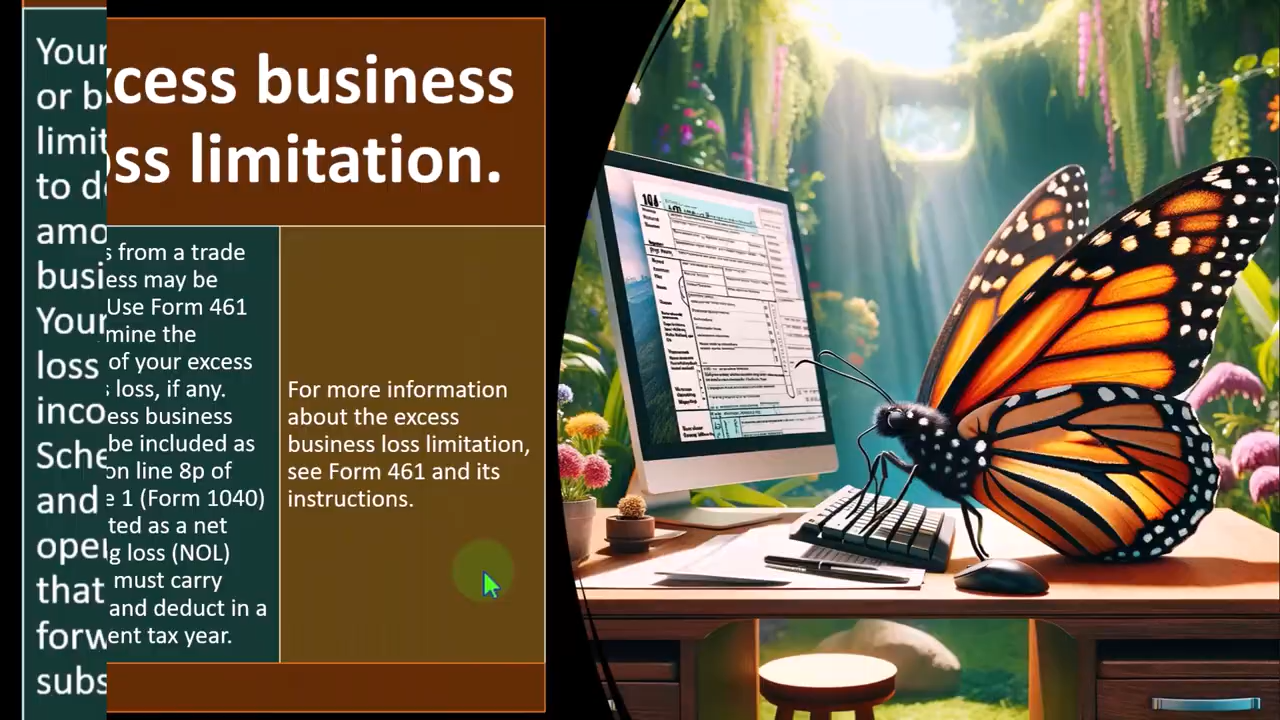 Your
or b
limit
to de
amo
busi
Your
loss
inco
Sche
and
oper
that
forw
subs
xcess business
ss limitation.
s from a trade
ess may be
Use Form 461
mine the
of your excess
s loss, if any.
ess business
be included as
on line 8p of
e 1 (Form 1040)
ted as a net
g loss (NOL)
must carry
and deduct in a
ent tax year.
For more information
about the excess
business loss limitation,
see Form 461 and its
instructions.